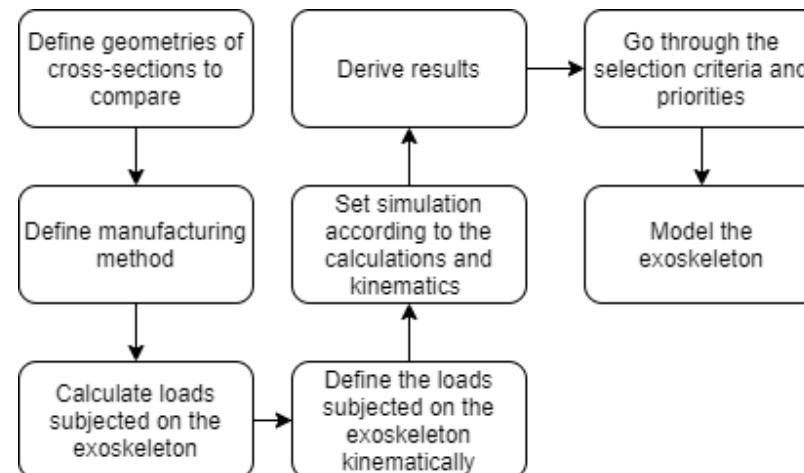 Define geometries of
cross-sections to
compare
Define manufacturing
method
Calculate loads
subjected on the
exoskeleton
Define the loads
subjected on the
exoskeleton
kinematically
Set simulation
according to the
calculations and
kinematics
Derive results
Go through the
selection criteria and
priorities
Model the
exoskeleton